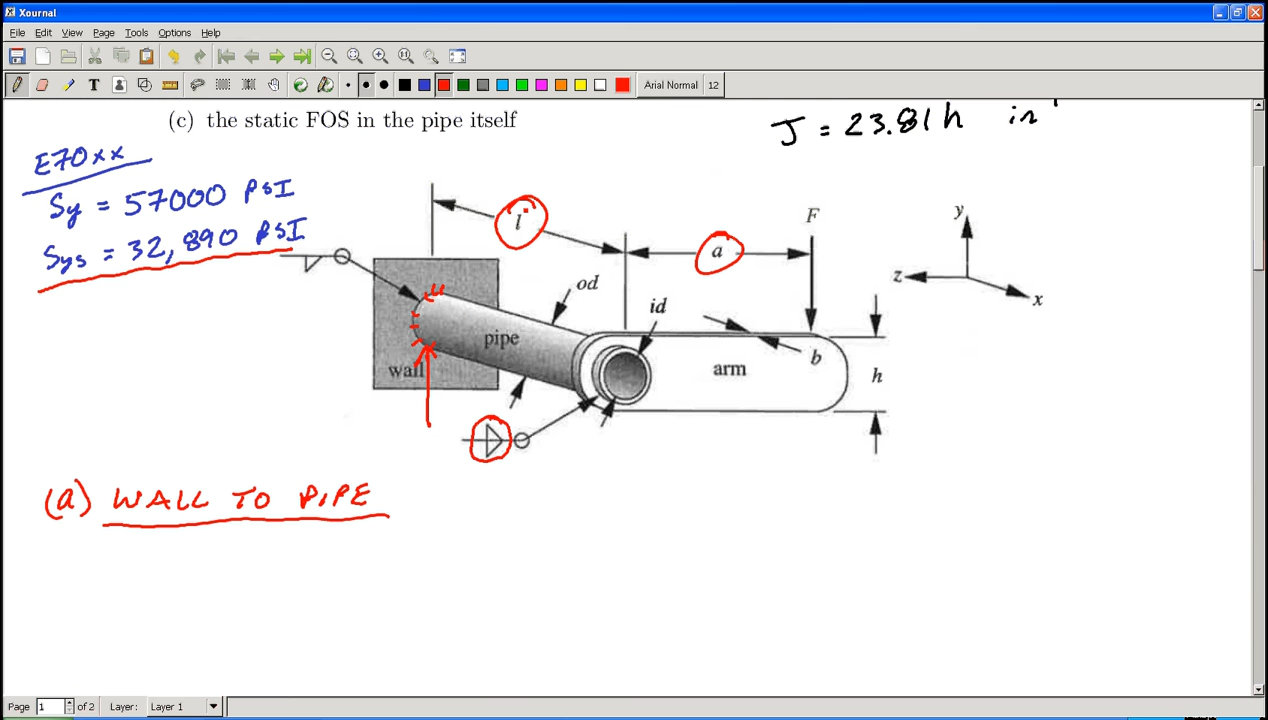 Xournal
File Edit View Page Tools Options Help
T Arial Normal 12
(c) the static FOS in the pipe itself
J = 23.81 h in
E70xx
Sy = 57000 PSI
Sys = 32,890 PSI
l
a
F
y
z
x
od
id
pipe
wall
arm
b
h
(a) WALL TO PIPE
Page 1 of 2 Layer: Layer 1